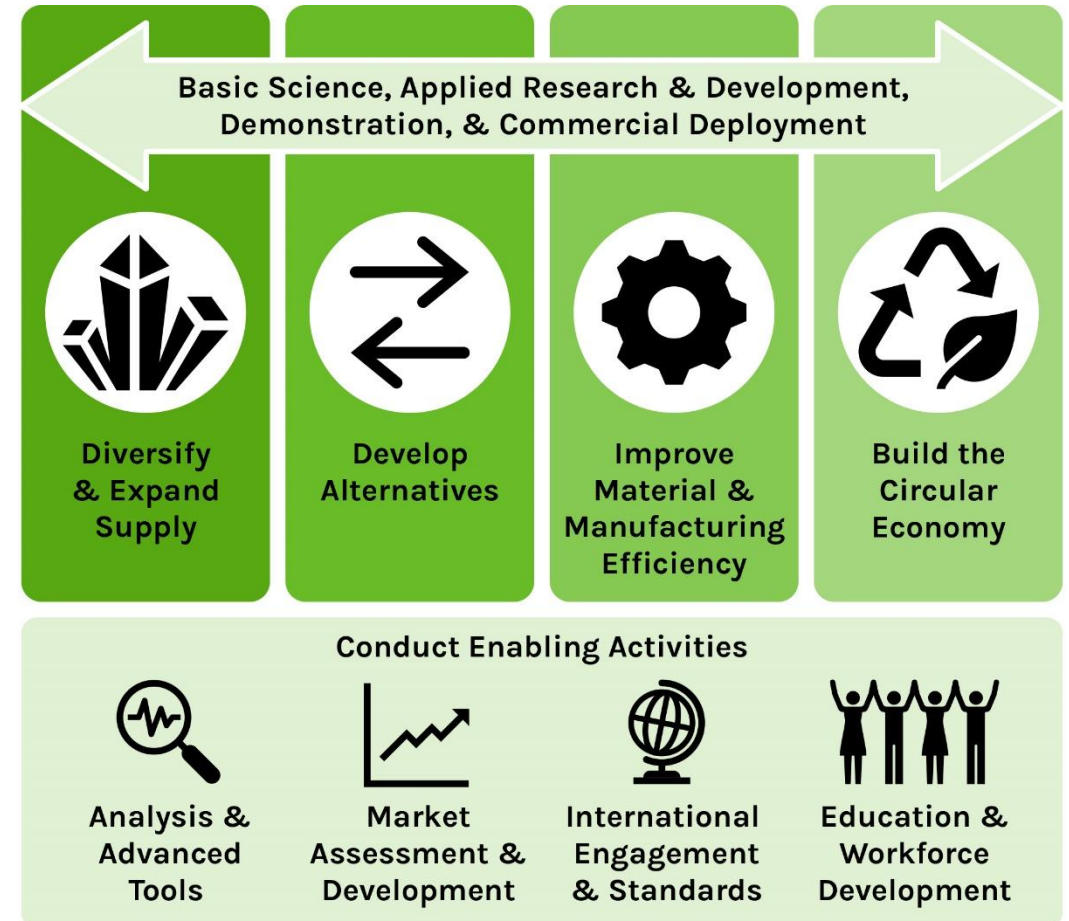 Basic Science, Applied Research & Development,
Demonstration, & Commercial Deployment
Diversify
& Expand
Supply
Develop
Alternatives
Improve
Material &
Manufacturing
Efficiency
Build the
Circular
Economy
Conduct Enabling Activities
Analysis &
Advanced
Tools
Market
Assessment &
Development
International
Engagement
& Standards
Education &
Workforce
Development